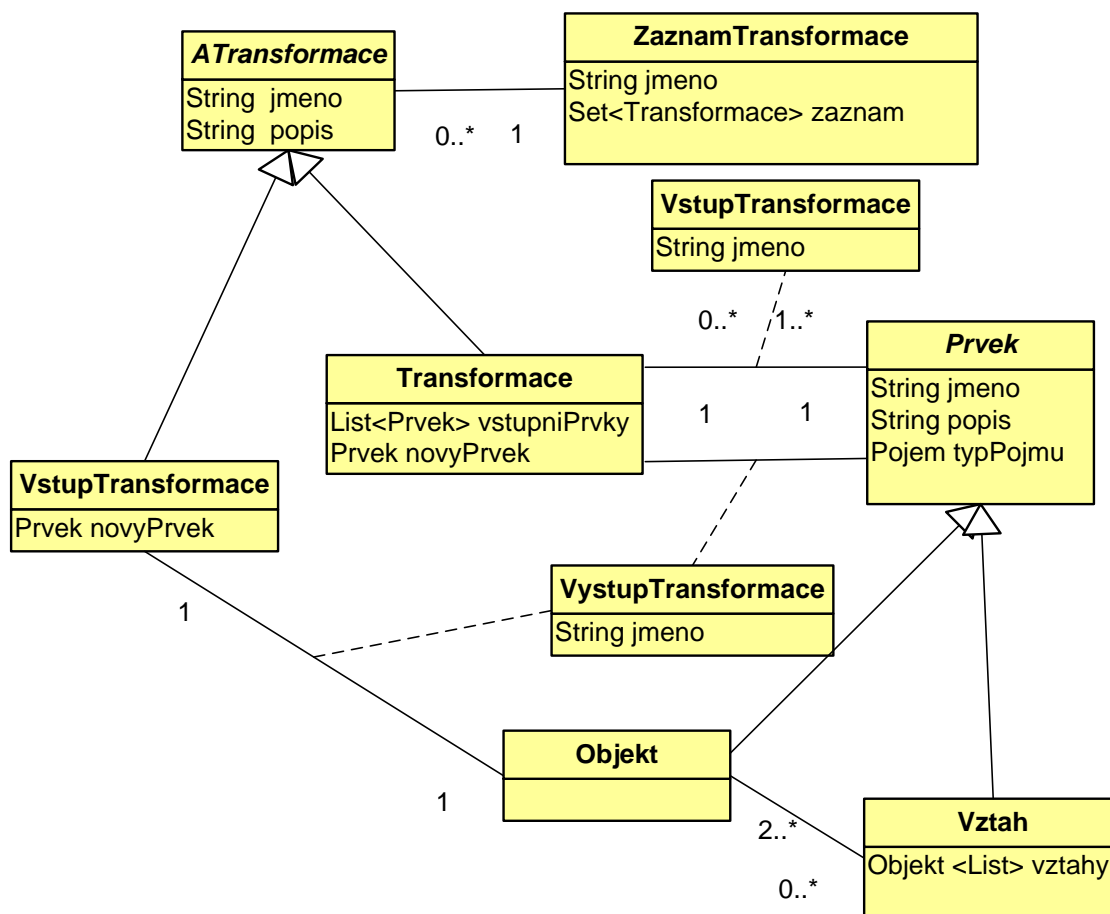 ATransformace
String jmeno
String popis
ZaznamTransformace
String jmeno
Set<Transformace> zaznam
0..*
1
VstupTransformace
String jmeno
0..*
1..*
Transformace
List<Prvek> vstupniPrvky
Prvek novyPrvek
1
1
Prvek
String jmeno
String popis
Pojem typPojmu
VstupTransformace
Prvek novyPrvek
1
VystupTransformace
String jmeno
Objekt
1
2..*
0..*
Vztah
Objekt <List> vztahy